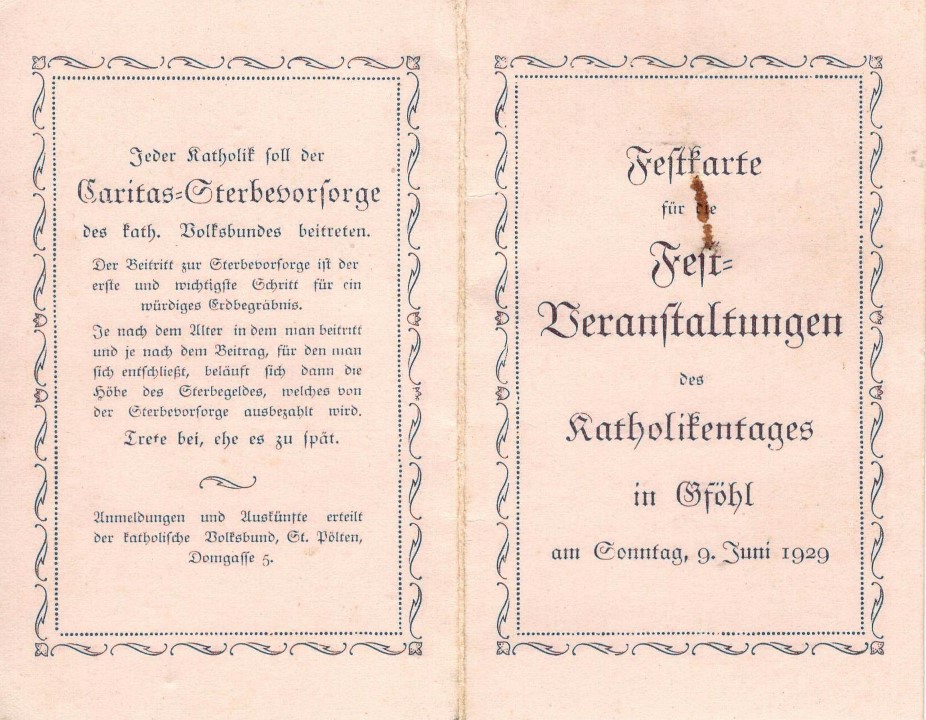 Jeder Katholik soll der
Caritas-Sterbevorsorge
des kath. Volksbundes beitreten.
Der Beitritt zur Sterbevorsorge ist der
erste und wichtigste Schritt für ein
würdiges Erdbegräbnis.
Je nach dem Alter in dem man beitritt
und je nach dem Beitrag, für den man
sich entschließt, beläuft sich dann die
Höhe des Sterbegeldes, welches von
der Sterbevorsorge ausbezahlt wird.
Trete bei, ehe es zu spät.
Anmeldungen und Auskünfte erteilt
der katholische Volksbund, St. Pölten,
Domgasse 5.
Festkarte
für die
Fest-
Veranstaltungen
des
Katholikentages
in Gföhl
am Sonntag, 9. Juni 1929